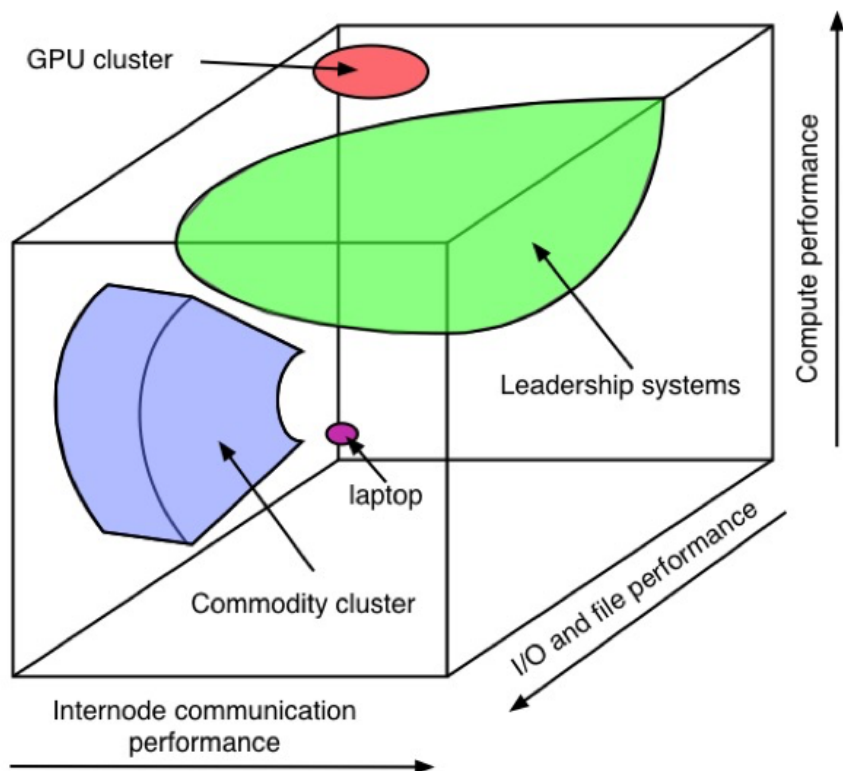 GPU cluster
Compute performance
Leadership systems
laptop
Commodity cluster
I/O and file performance
Internode communication
performance